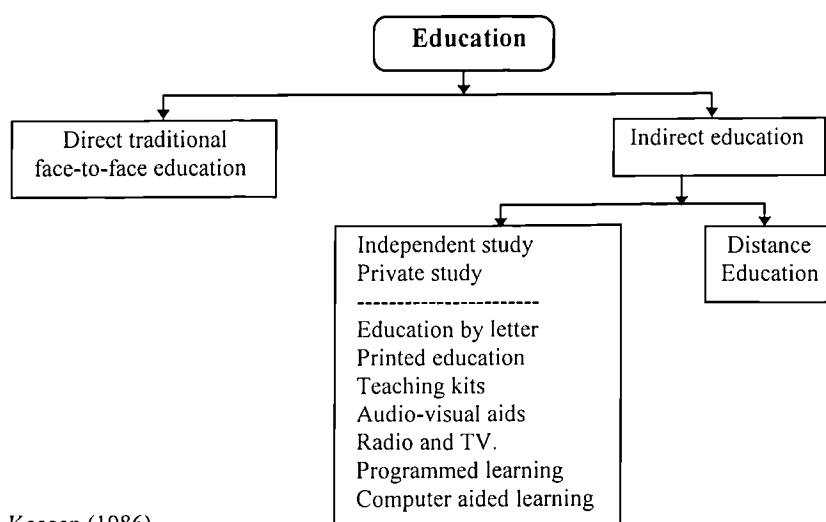 Education
Direct traditional
face-to-face education
Indirect education
Independent study
Private study
------------------------
Education by letter
Printed education
Teaching kits
Audio-visual aids
Radio and TV.
Programmed learning
Computer aided learning
Distance
Education
(1986)